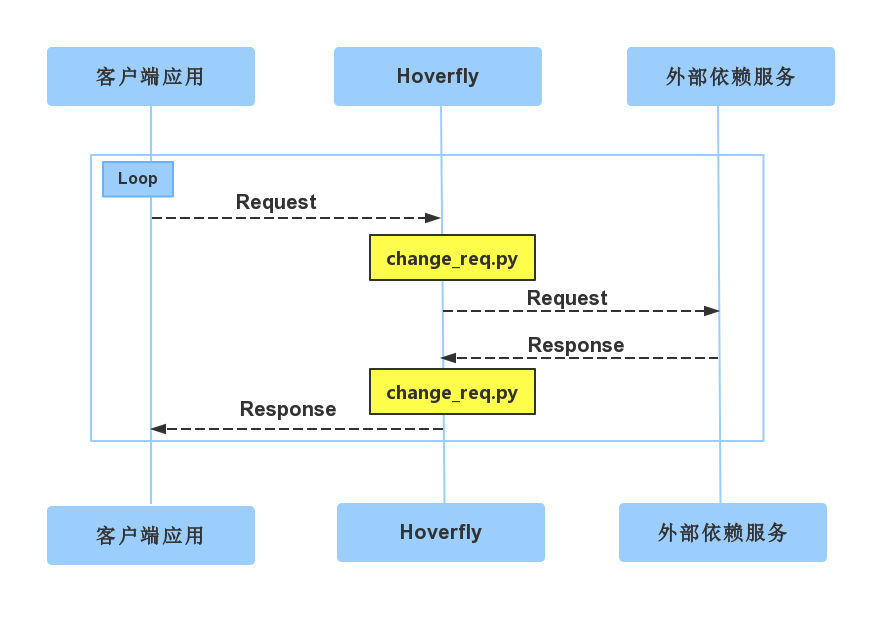 客户端应用
Hoverfly
外部依赖服务
Loop
Request
change_req.py
Request
Response
change_req.py
Response
客户端应用
Hoverfly
外部依赖服务